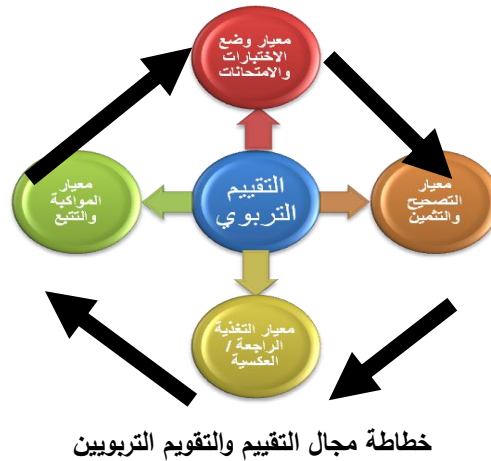 معيار وضع
الاختبارات
والامتحانات
معيار
المواكبة
والتتبع
التقييم
التربوي
معيار
التصحيح
والتثمين
معيار التغذية
الراجعة /
العكسية
خطاطة مجال التقييم والتقويم التربويين